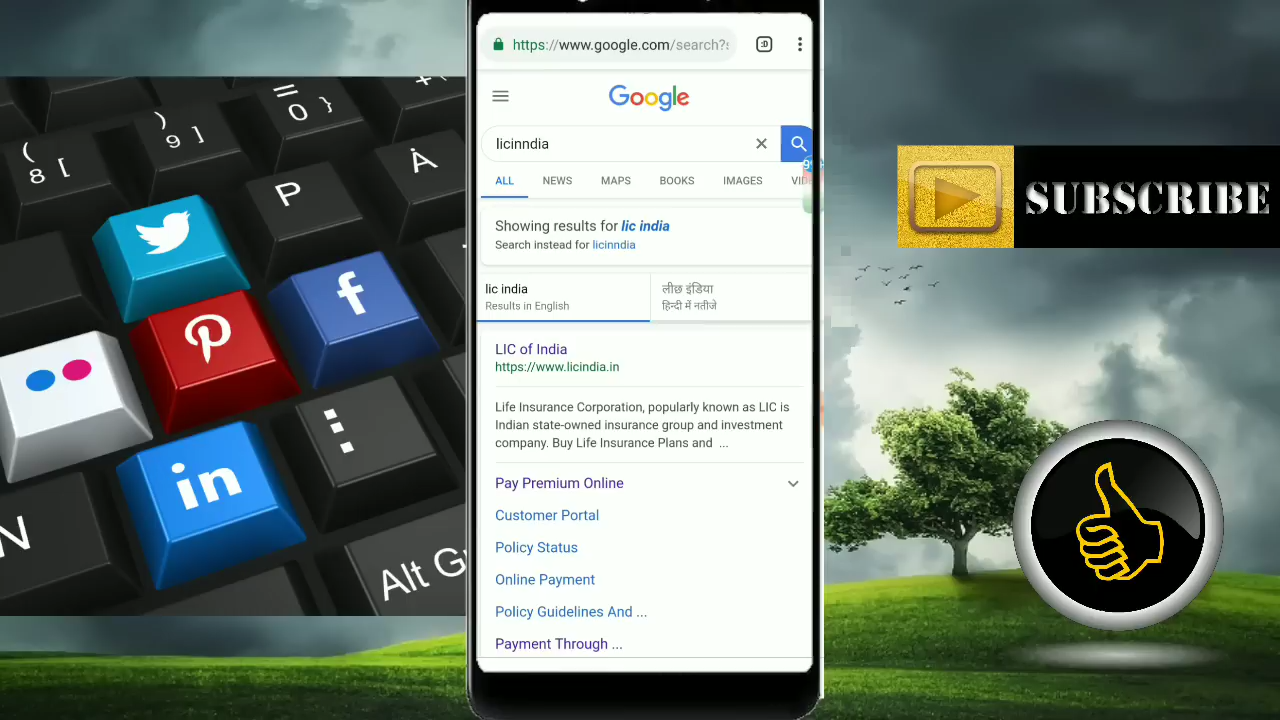 https://www.google.com/search?s
:D
Google
licinndia
ALL NEWS MAPS BOOKS IMAGES
Showing results for lic india
Search instead for licinndia
lic india
Results in English
लीछ इंडिया
हिन्दी में नतीजे
LIC of India
https://www.licindia.in
Life Insurance Corporation, popularly known as LIC is
Indian state-owned insurance group and investment
company. Buy Life Insurance Plans and ...
Pay Premium Online
Customer Portal
Policy Status
Online Payment
Policy Guidelines And ...
Payment Through ...
SUBSCRIBE
=
0 }
)
9 ]
(
8 [
P
À
f
in
N
Alt G